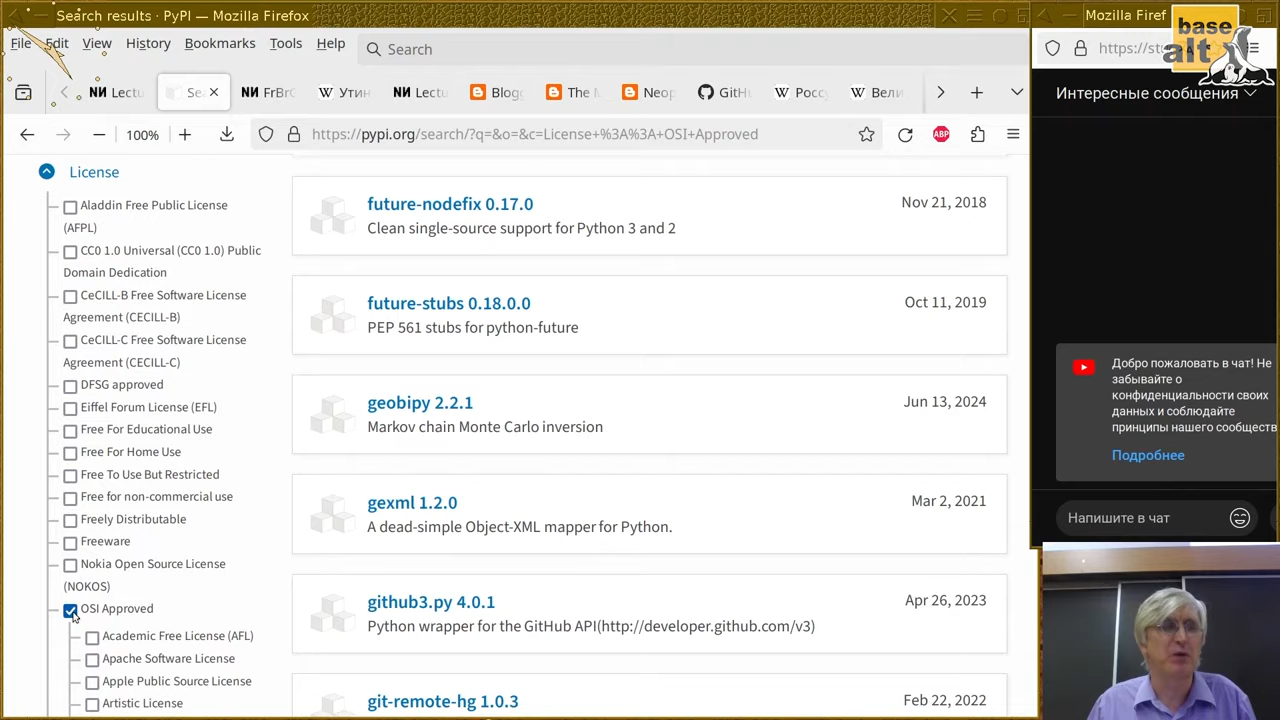 Search results · PyPI — Mozilla Firefox
Mozilla Firef
base
alt
File Edit View History Bookmarks Tools Help
Search
https://st
Lectu
Sea
FrBrC
Утин
Lectu
Blogg
The M
Neop
GitHu
Росс
Вели
Интересные сообщения
100%
https://pypi.org/search/?q=&o=&c=License+%3A%3A+OSI+Approved
ABP
License
Aladdin Free Public License
(AFPL)
CC0 1.0 Universal (CC0 1.0) Public
Domain Dedication
CeCILL-B Free Software License
Agreement (CECILL-B)
CeCILL-C Free Software License
Agreement (CECILL-C)
DFSG approved
Eiffel Forum License (EFL)
Free For Educational Use
Free For Home Use
Free To Use But Restricted
Free for non-commercial use
Freely Distributable
Freeware
Nokia Open Source License
(NOKOS)
OSI Approved
Academic Free License (AFL)
Apache Software License
Apple Public Source License
Artistic License
future-nodefix 0.17.0
Nov 21, 2018
Clean single-source support for Python 3 and 2
future-stubs 0.18.0.0
Oct 11, 2019
PEP 561 stubs for python-future
geobipy 2.2.1
Jun 13, 2024
Markov chain Monte Carlo inversion
gexml 1.2.0
Mar 2, 2021
A dead-simple Object-XML mapper for Python.
github3.py 4.0.1
Apr 26, 2023
Python wrapper for the GitHub API(http://developer.github.com/v3)
git-remote-hg 1.0.3
Feb 22, 2022
Добро пожаловать в чат! Не
забывайте о
конфиденциальности своих
данных и соблюдайте
принципы нашего сообществ
Подробнее
Напишите в чат